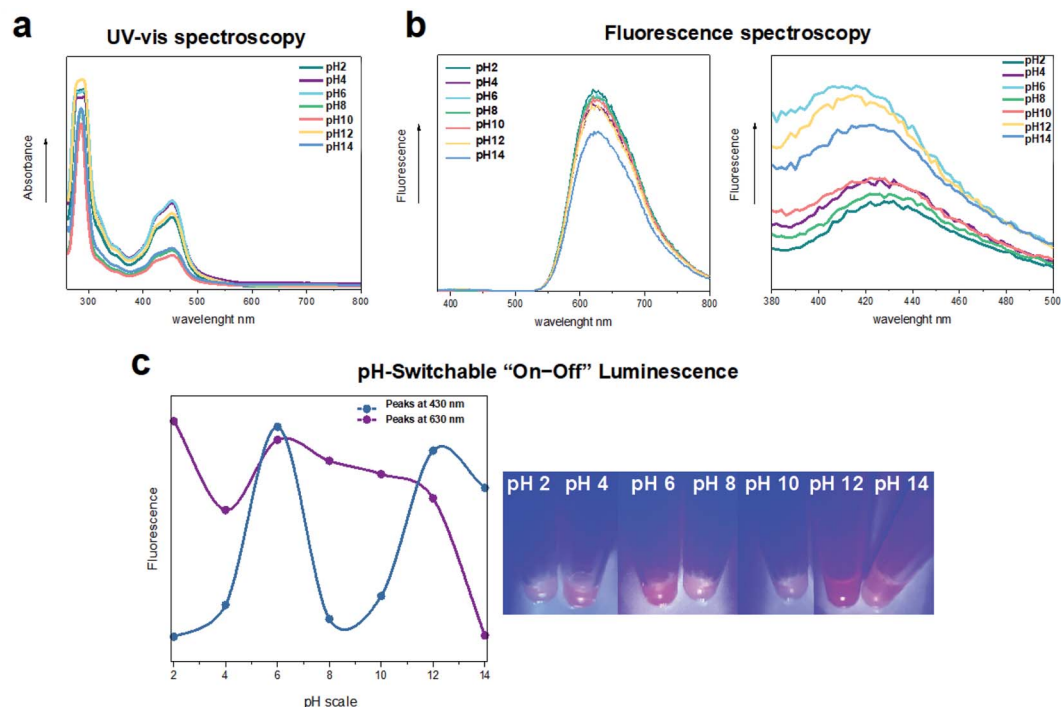 a
UV-vis spectroscopy
pH2
pH4
pH6
pH8
pH10
pH12
pH14
Absorbance
300
400
500
600
700
800
wavelenght nm
b
Fluorescence spectroscopy
pH2
pH4
pH6
pH8
pH10
pH12
pH14
Fluorescence
400
500
600
700
800
wavelenght nm
pH2
pH4
pH6
pH8
pH10
pH12
pH14
Fluorescence
380
400
420
440
460
480
500
wavelenght nm
c
pH-Switchable “On−Off” Luminescence
Peaks at 430 nm
Peaks at 630 nm
Fluorescence
2
4
6
8
10
12
14
pH scale
pH 2
pH 4
pH 6
pH 8
pH 10
pH 12
pH 14